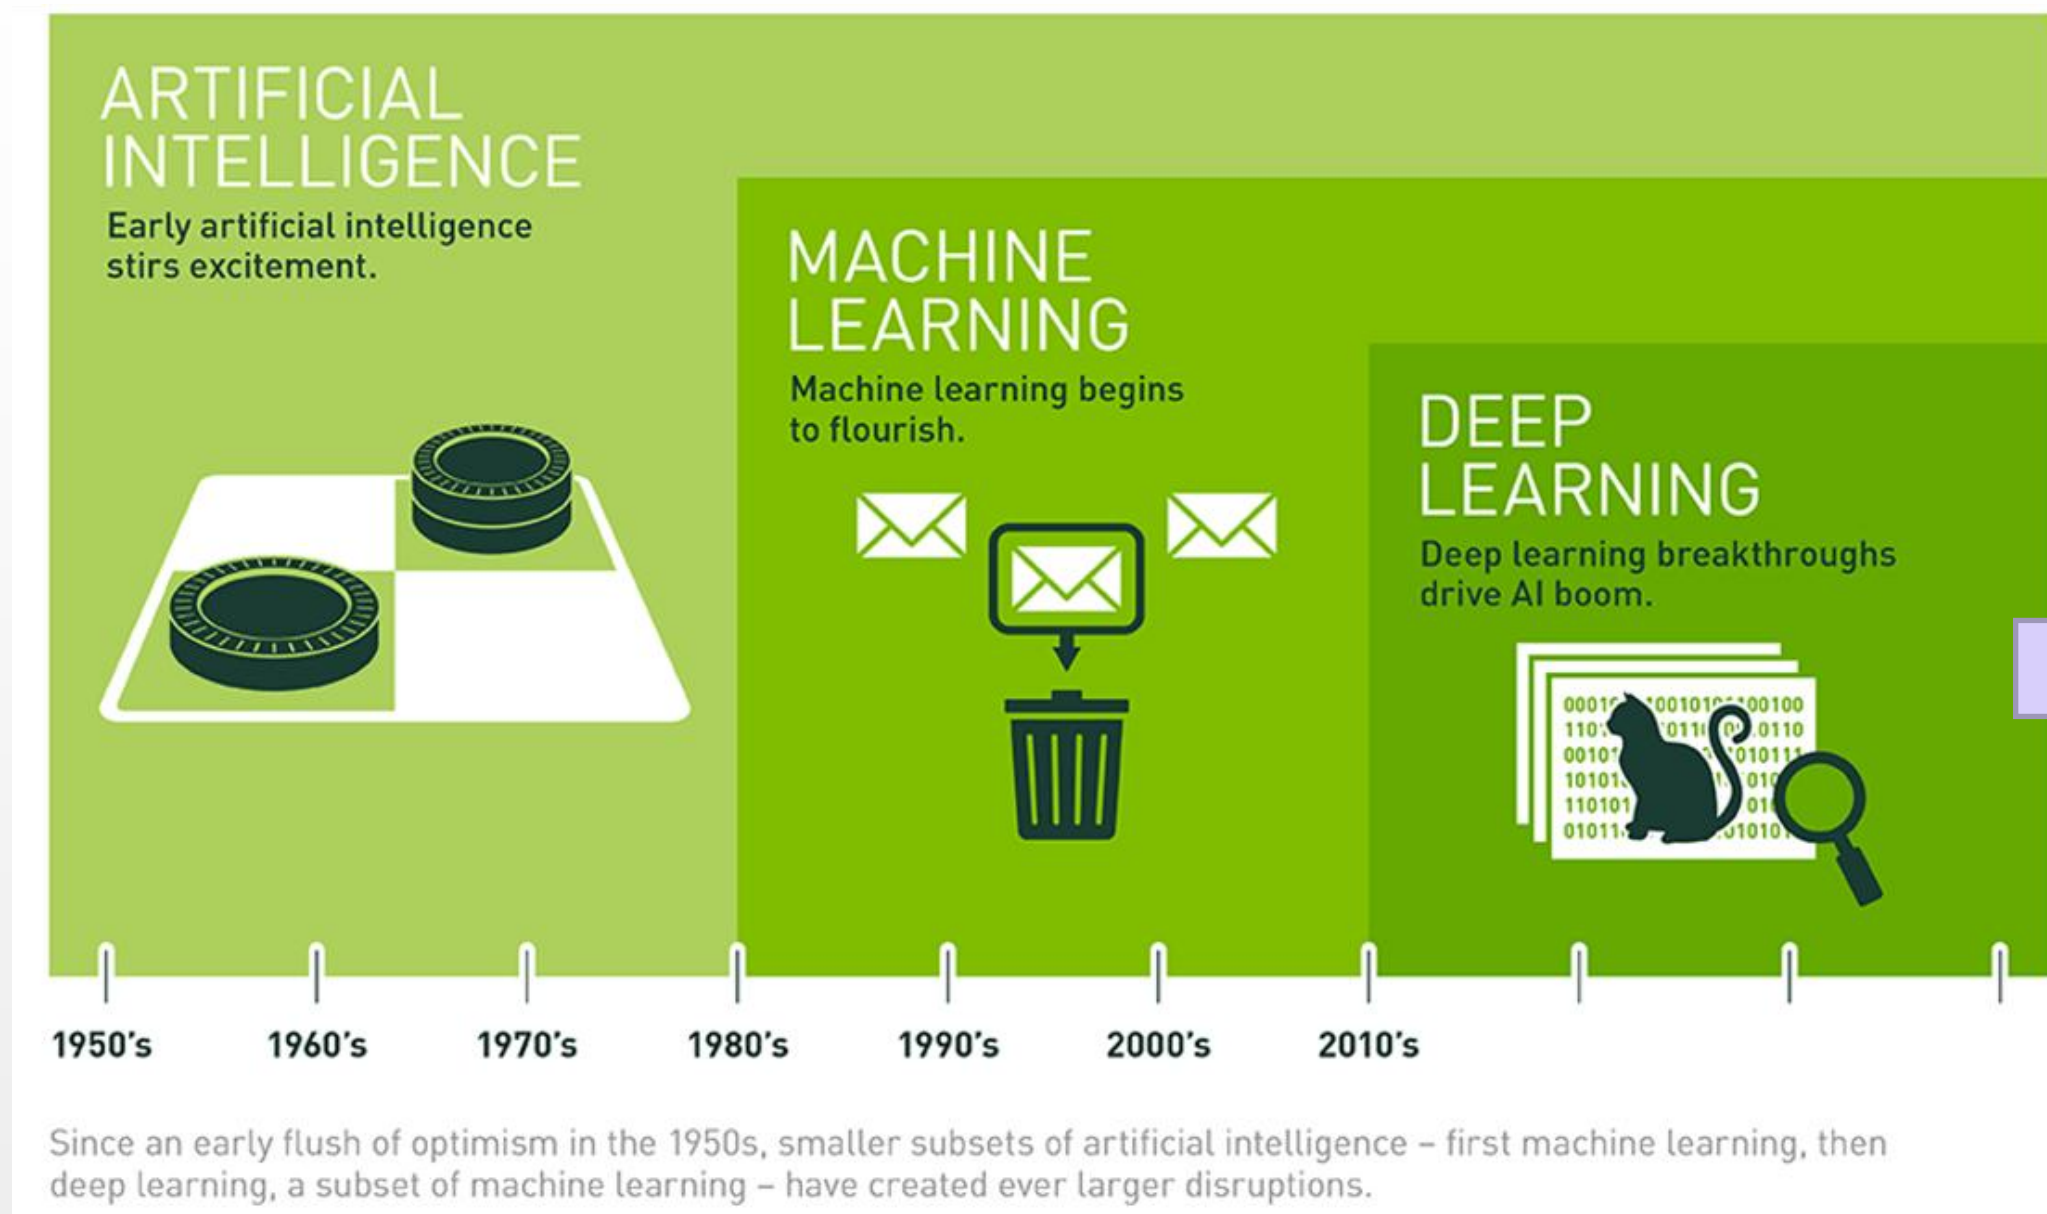 ARTIFICIAL
INTELLIGENCE
Early artificial intelligence
stirs excitement.
MACHINE
LEARNING
Machine learning begins
to flourish.
DEEP
LEARNING
Deep learning breakthroughs
drive AI boom.
1950's 1960's 1970's 1980's 1990's 2000's 2010's
Since an early flush of optimism in the 1950s, smaller subsets of artificial intelligence – first machine learning, then
deep learning, a subset of machine learning – have created ever larger disruptions.